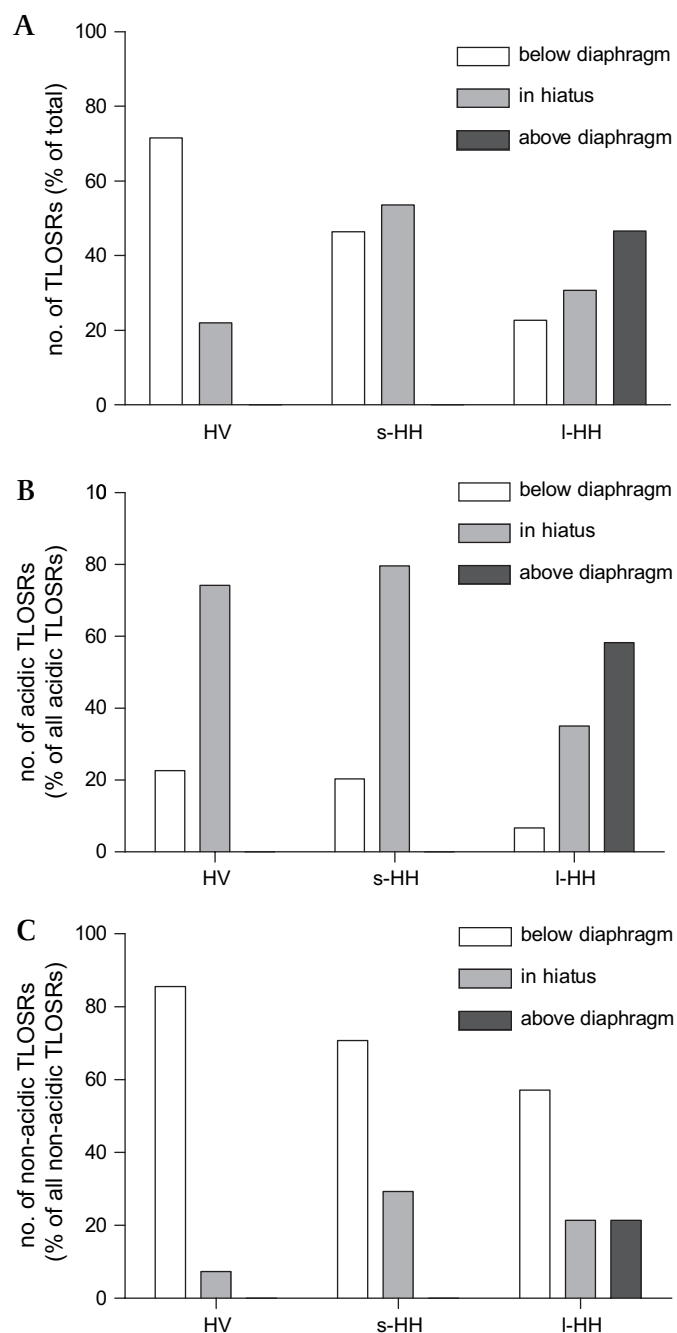 A
no. of TLOSRs (% of total)
100
80
60
40
20
0
below diaphragm
in hiatus
above diaphragm
HV
s-HH
l-HH
B
no. of acidic TLOSRs
(% of all acidic TLOSRs)
10
80
60
40
20
0
below diaphragm
in hiatus
above diaphragm
HV
s-HH
l-HH
C
no. of non-acidic TLOSRs
(% of all non-acidic TLOSRs)
100
80
60
40
20
0
below diaphragm
in hiatus
above diaphragm
HV
s-HH
l-HH